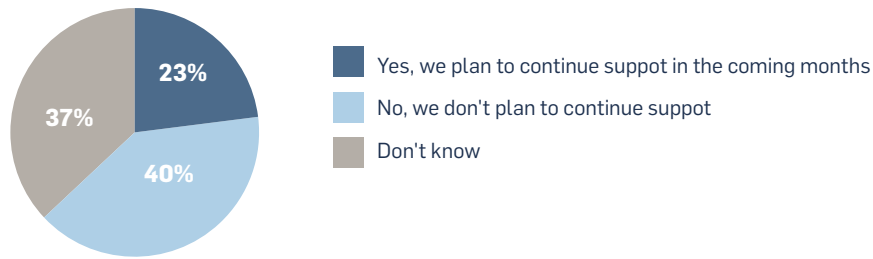 23%
37%
40%
Yes, we plan to continue suppot in the coming months
No, we don't plan to continue suppot
Don't know